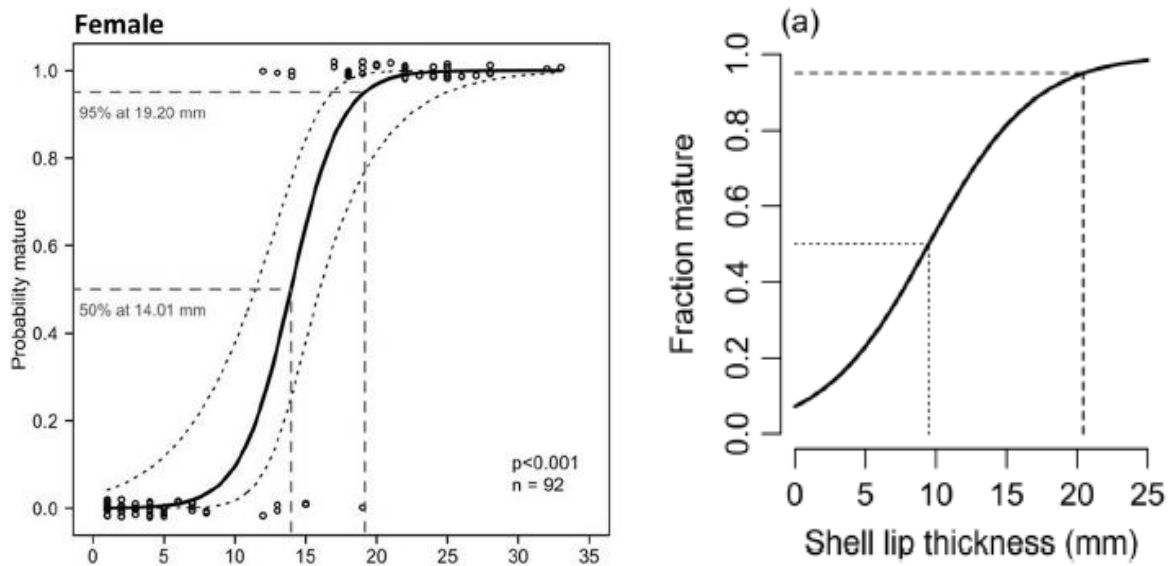 Female
Probability mature
1.0
0.8
0.6
0.4
0.2
0.0
95% at 19.20 mm
50% at 14.01 mm
p<0.001
n = 92
0 5 10 15 20 25 30 35
(a)
Fraction mature
1.0
0.8
0.6
0.4
0.2
0.0
0 5 10 15 20 25
Shell lip thickness (mm)